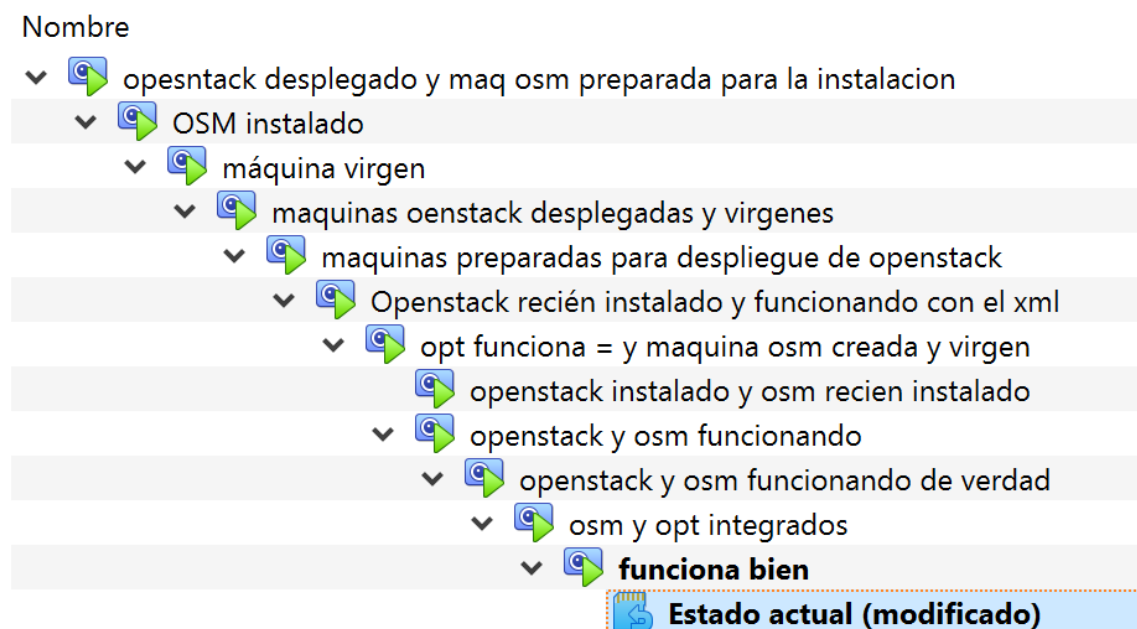 Nombre
opesntack desplegado y maq osm preparada para la instalacion
OSM instalado
máquina virgen
maquinas oenstack desplegadas y virgenes
maquinas preparadas para despliegue de openstack
Openstack recién instalado y funcionando con el xml
opt funciona = y maquina osm creada y virgen
openstack instalado y osm recien instalado
openstack y osm funcionando
openstack y osm funcionando de verdad
osm y opt integrados
funciona bien
Estado actual (modificado)